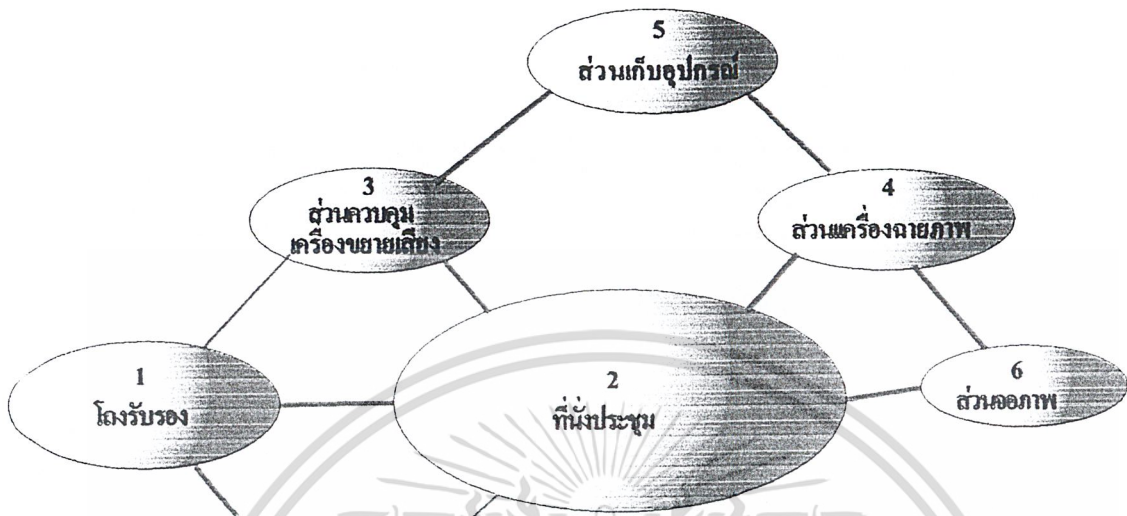 5
ส่วนเก็บอุปกรณ์
3
ส่วนควบคุม
เครื่องขยายเสียง
4
ส่วนเครื่องฉายภาพ
1
โถงรับรอง
2
ที่นั่งประชุม
6
ส่วนจอภาพ